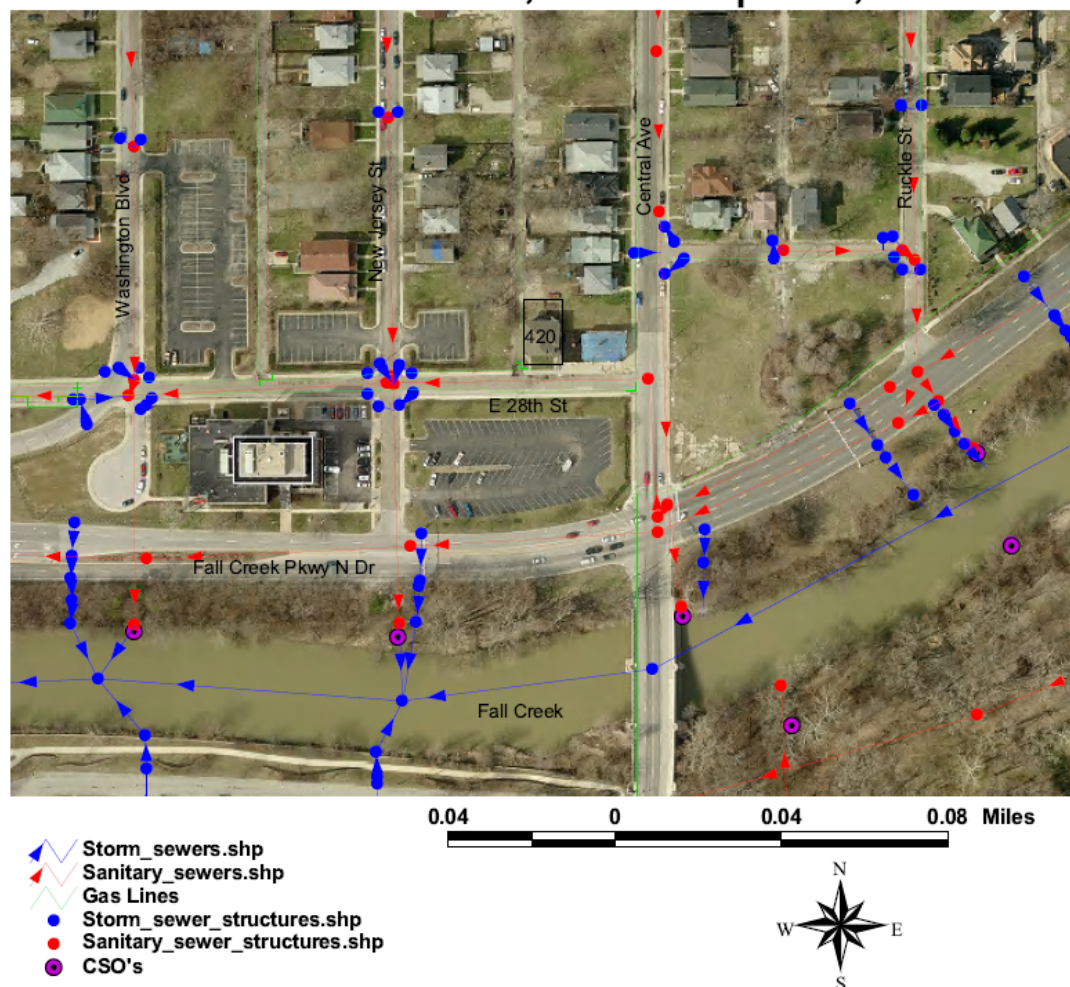 Washington Blvd
New Jersey St
Central Ave
Ruckle St
420
E 28th St
Fall Creek Pkwy N Dr
Fall Creek
0.04 0 0.04 0.08 Miles
Storm_sewers.shp
Sanitary_sewers.shp
Gas Lines
Storm_sewer_structures.shp
Sanitary_sewer_structures.shp
CSO's
N
W E
S